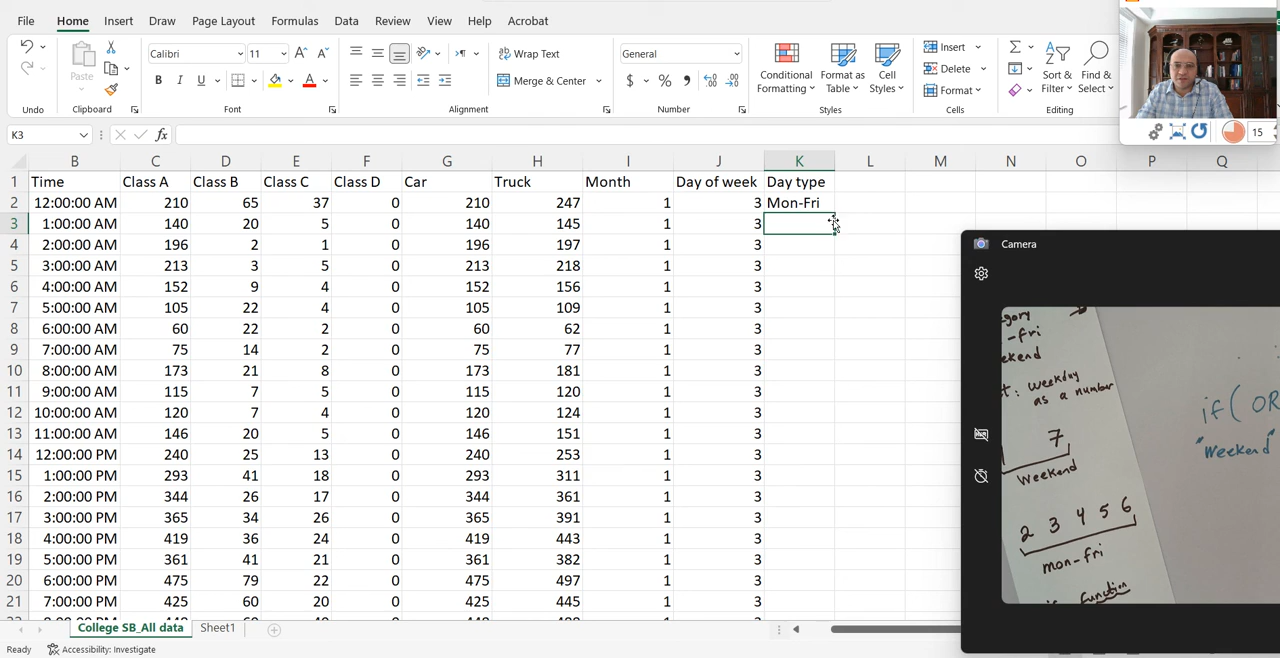 File Home Insert Draw Page Layout Formulas Data Review View Help Acrobat
Calibri 11 Wrap Text General Insert Σ
Paste B I U A Merge & Center $ % Conditional Formatting Format as Table Cell Styles Delete Format Sort & Filter Find & Select
Undo Clipboard Font Alignment Number Styles Cells Editing
15
K3 fx
B C D E F G H I J K L M N O P Q
1 Time Class A Class B Class C Class D Car Truck Month Day of week Day type
2 12:00:00 AM 210 65 37 0 210 247 1 3 Mon-Fri
3 1:00:00 AM 140 20 5 0 140 145 1 3
4 2:00:00 AM 196 2 1 0 196 197 1 3
5 3:00:00 AM 213 3 5 0 213 218 1 3
6 4:00:00 AM 152 9 4 0 152 156 1 3
7 5:00:00 AM 105 22 4 0 105 109 1 3
8 6:00:00 AM 60 22 2 0 60 62 1 3
9 7:00:00 AM 75 14 2 0 75 77 1 3
10 8:00:00 AM 173 21 8 0 173 181 1 3
11 9:00:00 AM 115 7 5 0 115 120 1 3
12 10:00:00 AM 120 7 4 0 120 124 1 3
13 11:00:00 AM 146 20 5 0 146 151 1 3
14 12:00:00 PM 240 25 13 0 240 253 1 3
15 1:00:00 PM 293 41 18 0 293 311 1 3
16 2:00:00 PM 344 26 17 0 344 361 1 3
17 3:00:00 PM 365 34 26 0 365 391 1 3
18 4:00:00 PM 419 36 24 0 419 443 1 3
19 5:00:00 PM 361 41 21 0 361 382 1 3
20 6:00:00 PM 475 79 22 0 475 497 1 3
21 7:00:00 PM 425 60 20 0 425 445 1 3
College SB_All data Sheet1
Ready Accessibility: Investigate
Camera
gory
-fri
ekend
t: weekday
as a number
7
Weekend
2 3 4 5 6
mon-fri
if function
if( OR
"Weekend"